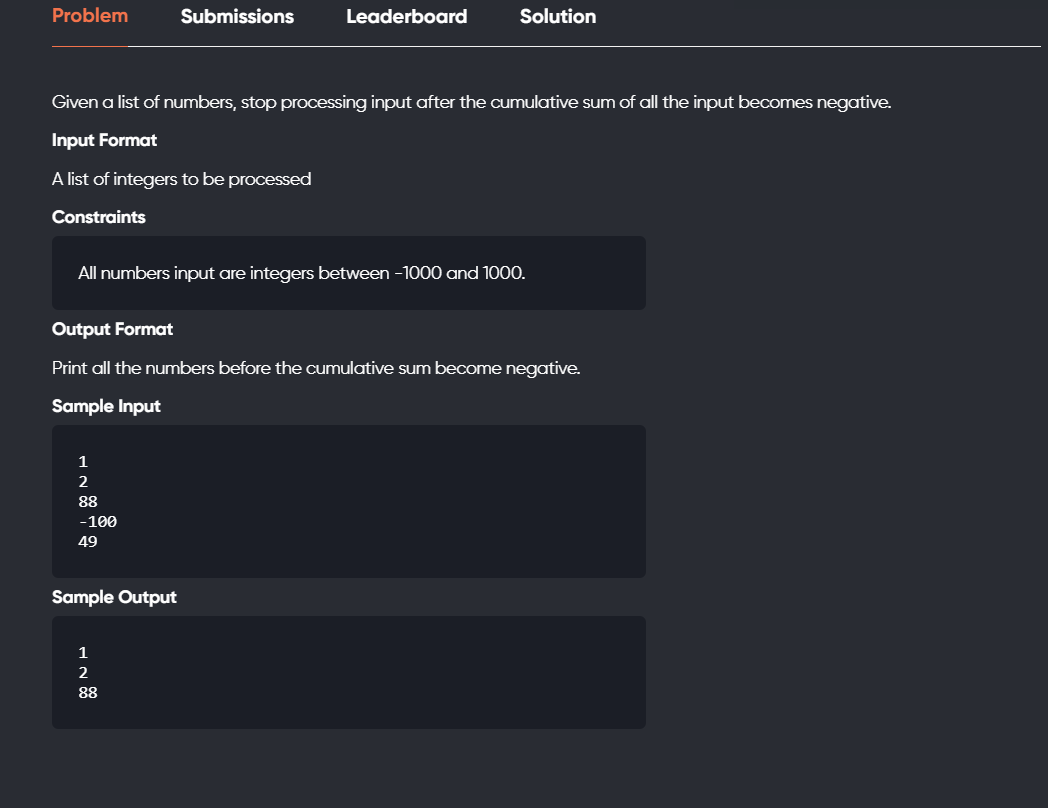 Problem Submissions Leaderboard Solution
Given a list of numbers, stop processing input after the cumulative sum of all the input becomes negative.
Input Format
A list of integers to be processed
Constraints
All numbers input are integers between -1000 and 1000.
Output Format
Print all the numbers before the cumulative sum become negative.
Sample Input
1
2
88
-100
49
Sample Output
1
2
88